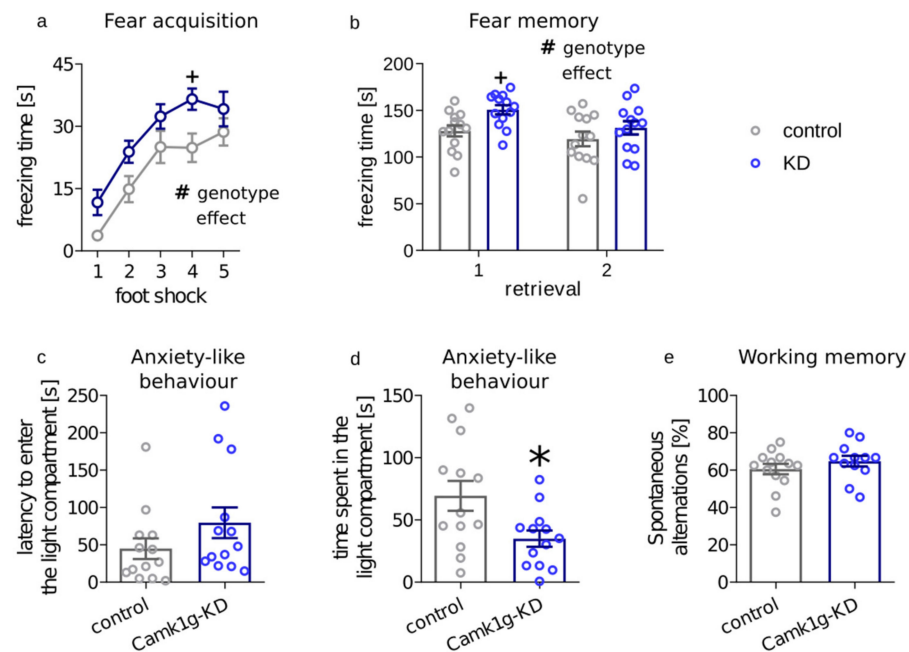 a
Fear acquisition
freezing time [s]
45
30
15
0
+
# genotype
effect
1 2 3 4 5
foot shock
b
Fear memory
# genotype
effect
freezing time [s]
200
150
100
50
0
+
1 2
retrieval
control
KD
c
Anxiety-like
behaviour
latency to enter
the light compartment [s]
250
200
150
100
50
0
control
Camk1g-KD
d
Anxiety-like
behaviour
time spent in the
light compartment [s]
150
100
50
0
*
control
Camk1g-KD
e
Working memory
Spontaneous
alternations [%]
100
80
60
40
20
0
control
Camk1g-KD